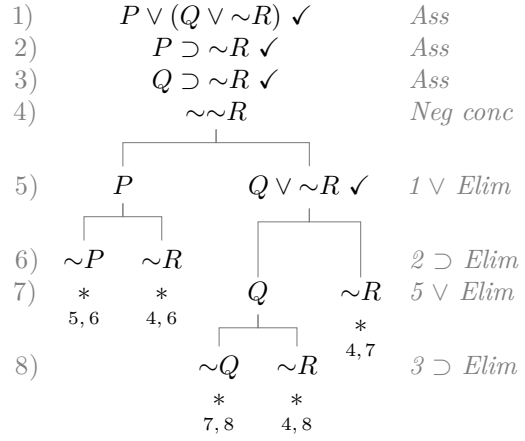 1) P ∨ (Q ∨ ∼R) ✓ Ass
2) P ⊃ ∼R ✓ Ass
3) Q ⊃ ∼R ✓ Ass
4) ∼∼R Neg conc
5) P Q ∨ ∼R ✓ 1 ∨ Elim
6) ∼P ∼R 2 ⊃ Elim
7) * * Q ∼R 5 ∨ Elim
5, 6 4, 6 *
4, 7
8) ∼Q ∼R 3 ⊃ Elim
* *
7, 8 4, 8